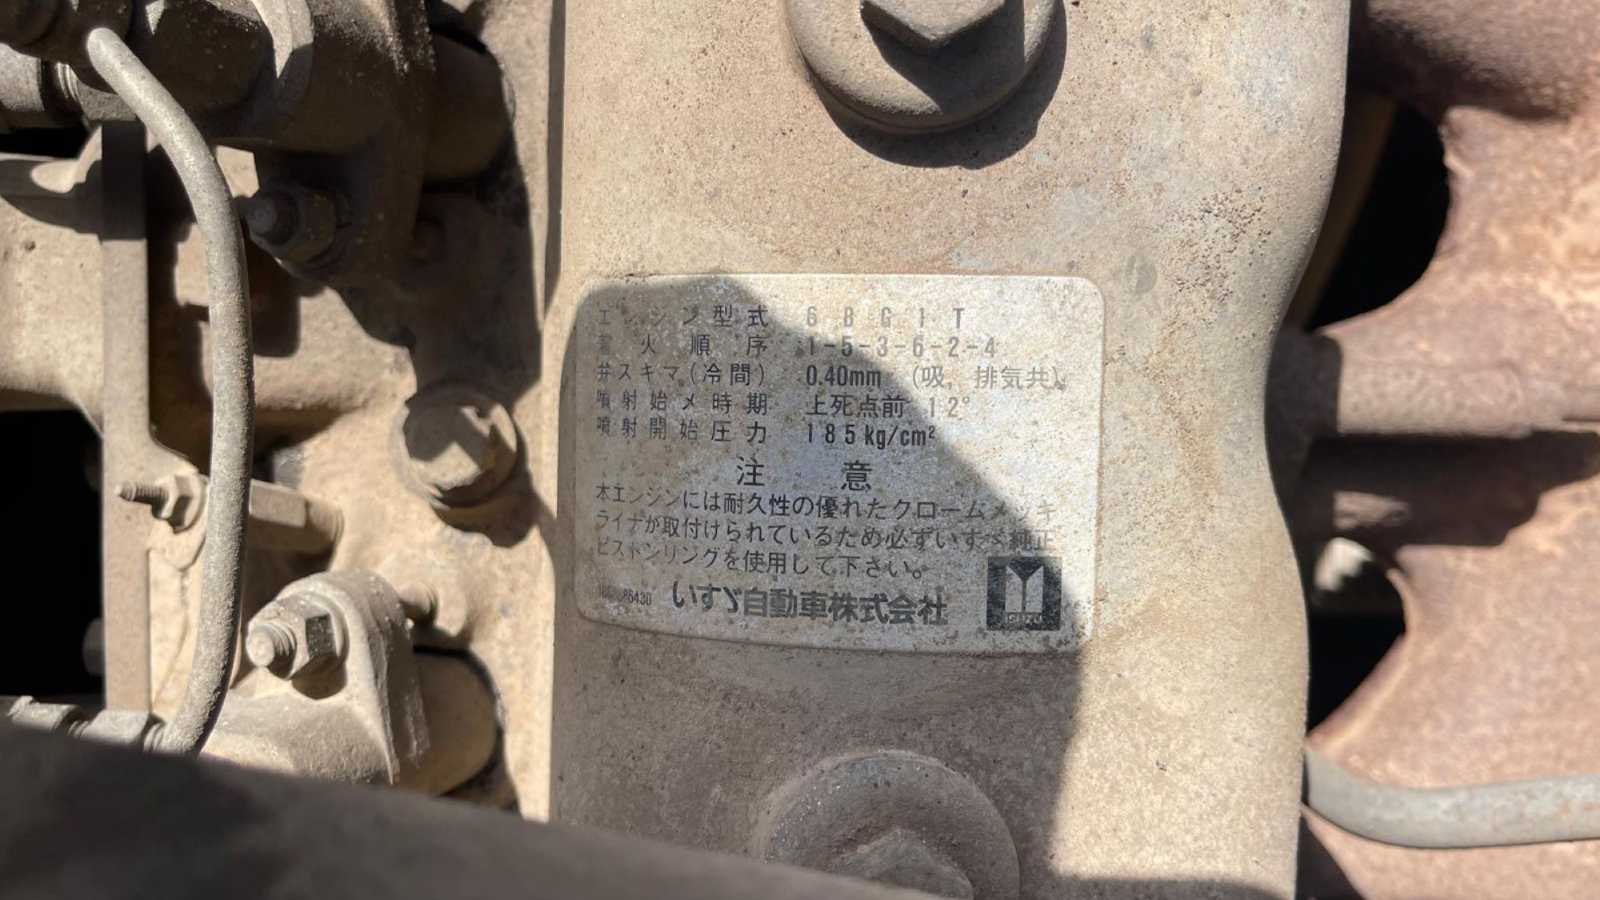 エンジン型式 6BG1T
着火順序 1-5-3-6-2-4
弁スキマ(冷間) 0.40mm (吸，排気共)
噴射始メ時期 上死点前 12°
噴射開始圧力 185kg/cm²
注意
本エンジンには耐久性の優れたクロームメッキ
ライナが取付けられているため必ずいすゞ純正
ピストンリングを使用して下さい。
86430 いすゞ自動車株式会社
ISUZU